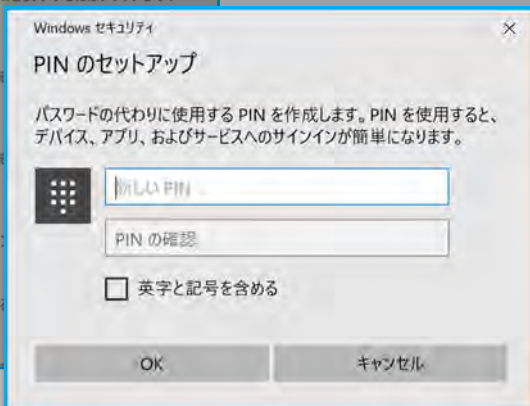 Windows セキュリティ
PIN のセットアップ
パスワードの代わりに使用する PIN を作成します。PIN を使用すると、
デバイス、アプリ、およびサービスへのサインインが簡単になります。
新しい PIN
PIN の確認
英字と記号を含める
OK
キャンセル